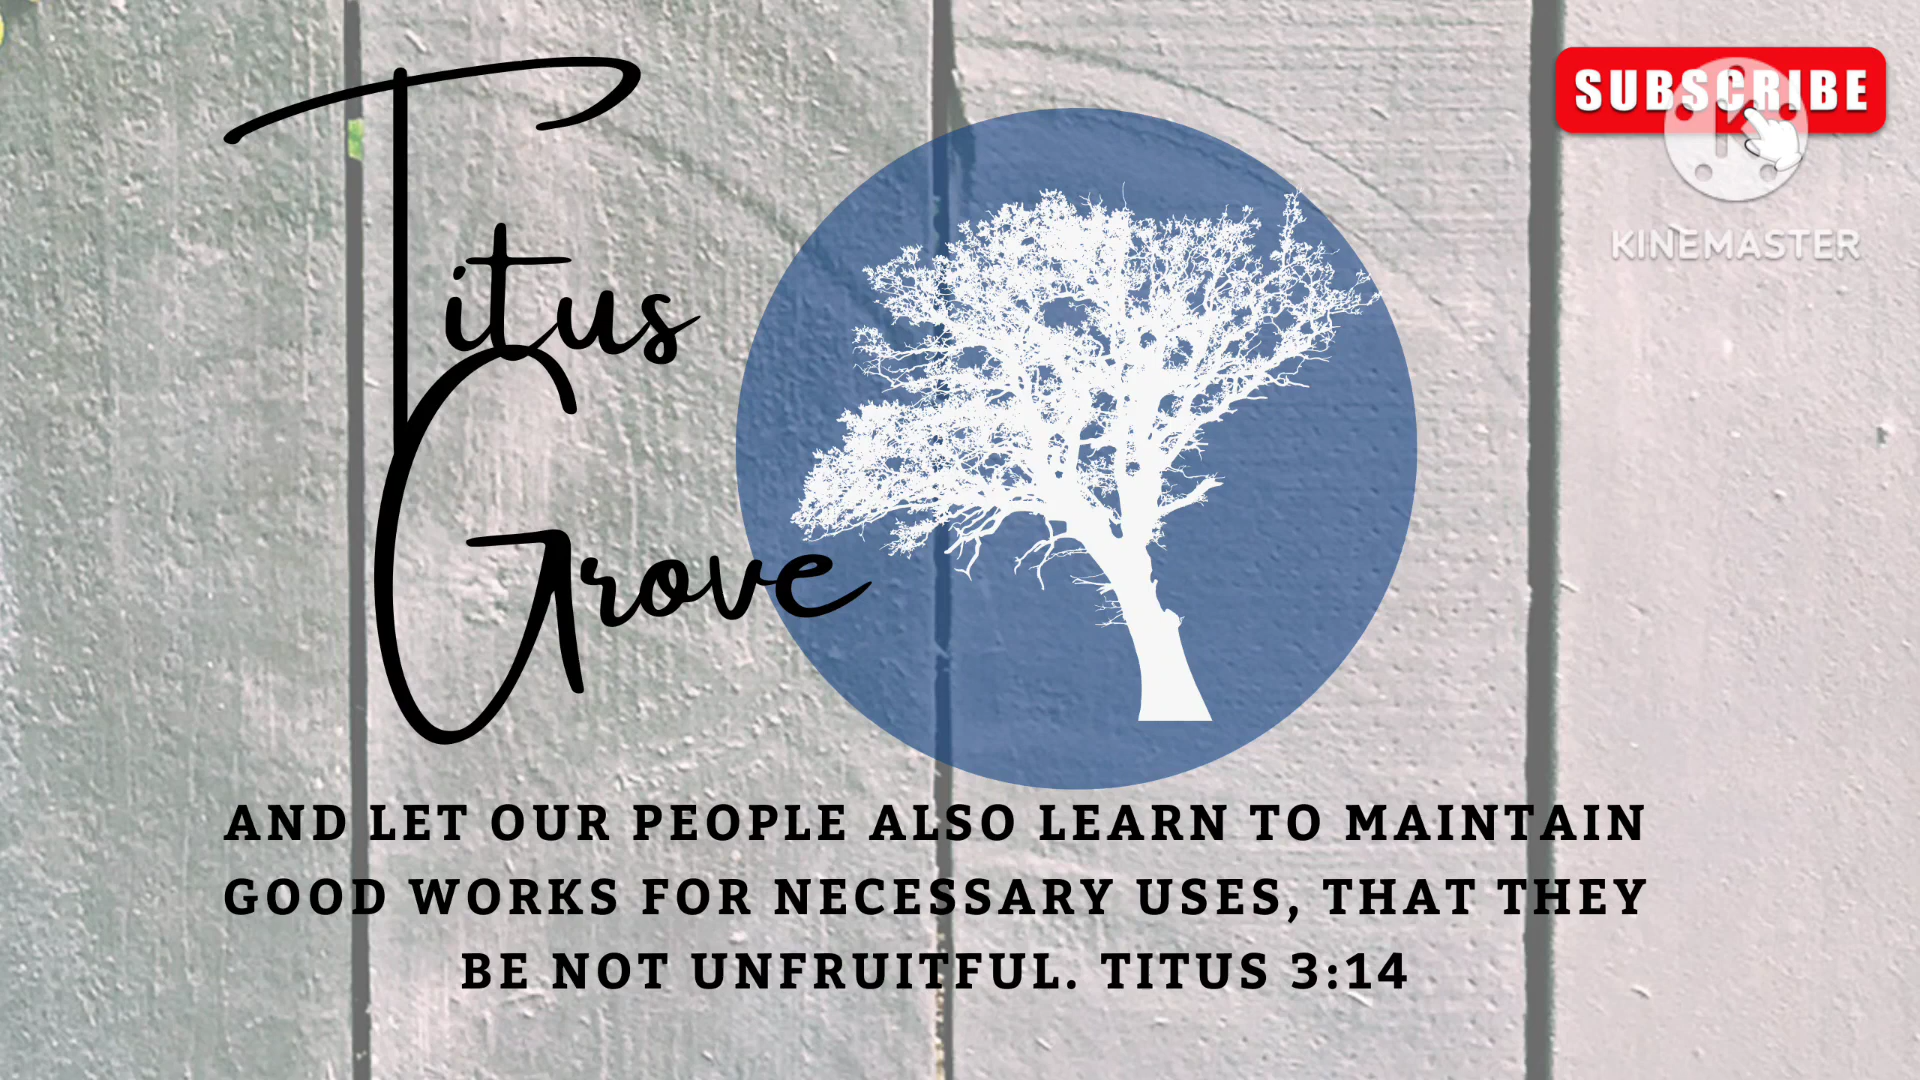 Titus
Grove
SUBSCRIBE
KINEMASTER
AND LET OUR PEOPLE ALSO LEARN TO MAINTAIN
GOOD WORKS FOR NECESSARY USES, THAT THEY
BE NOT UNFRUITFUL. TITUS 3:14